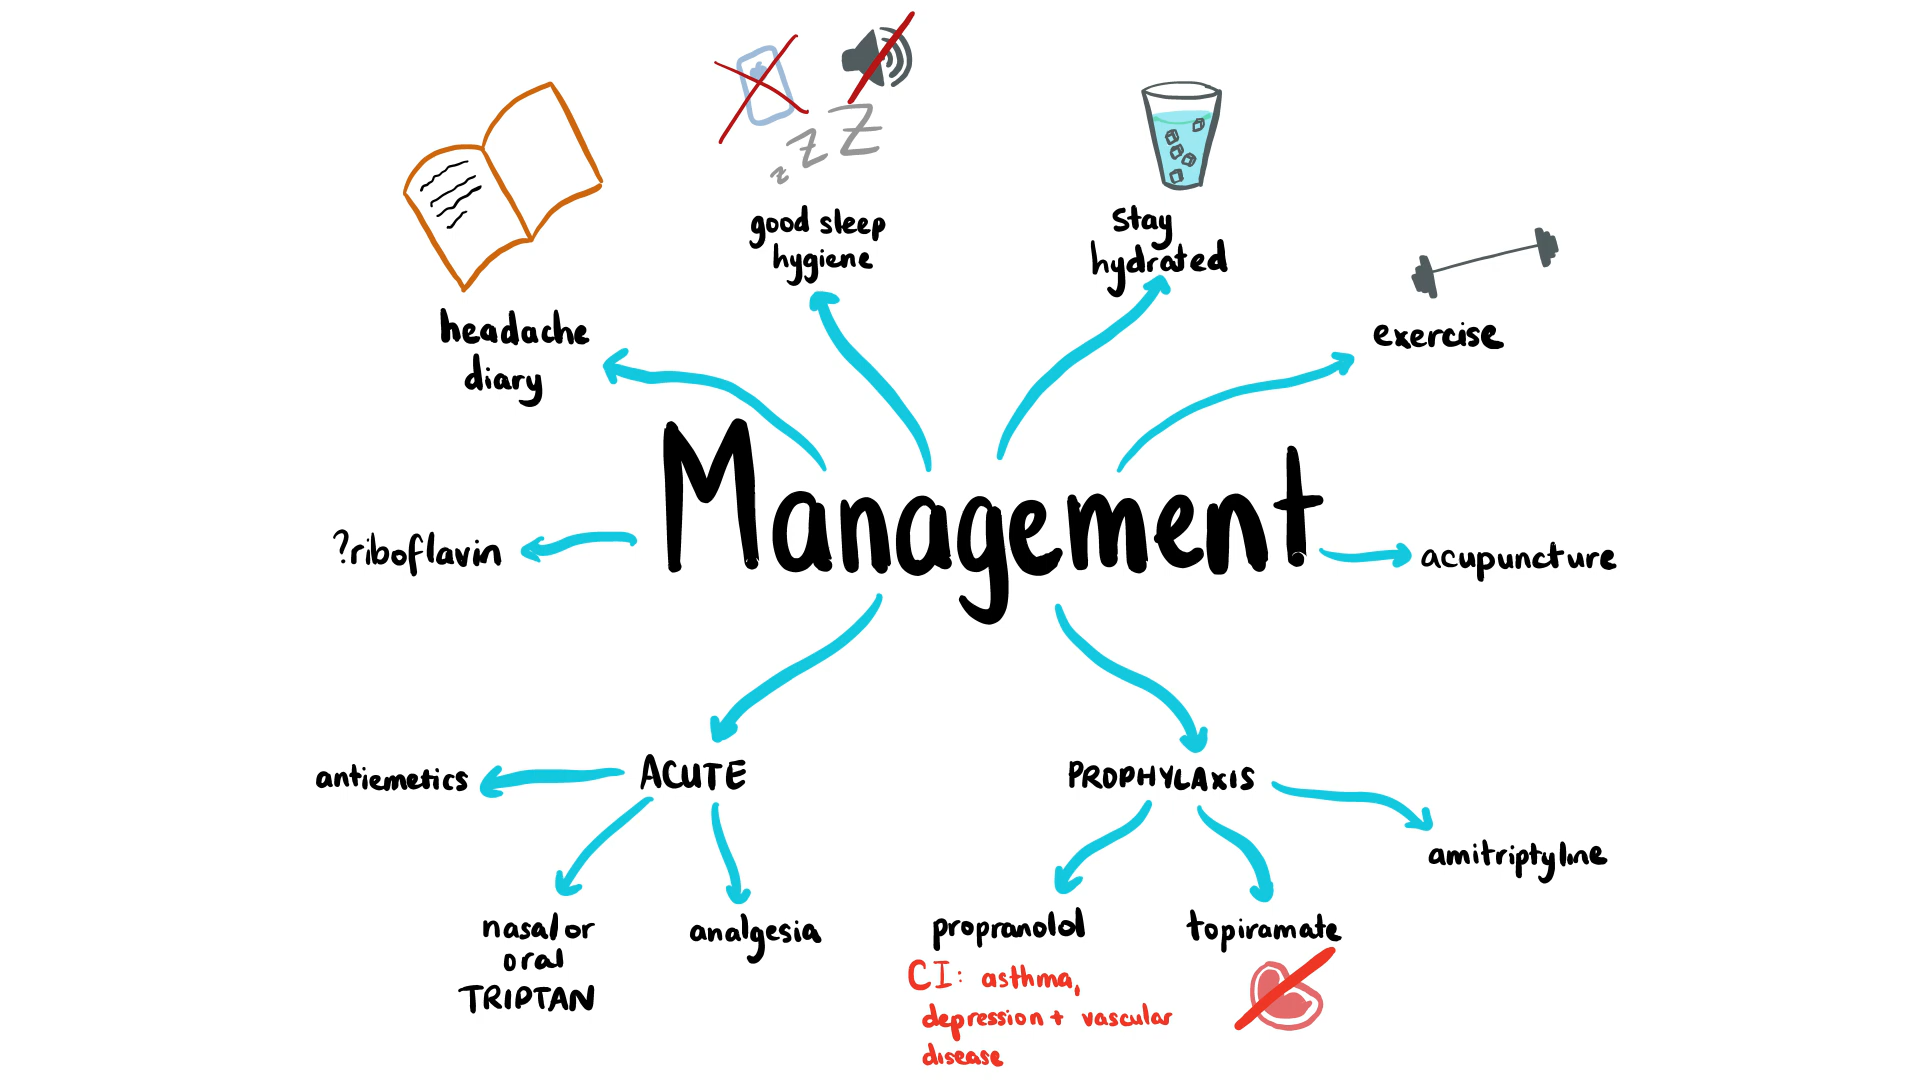 z z Z
good sleep
hygiene
stay
hydrated
headache
diary
exercise
Management
?riboflavin
acupuncture
ACUTE
antiemetics
nasal or
oral
TRIPTAN
analgesia
PROPHYLAXIS
propranolol
CI: asthma,
depression + vascular
disease
topiramate
amitriptyline